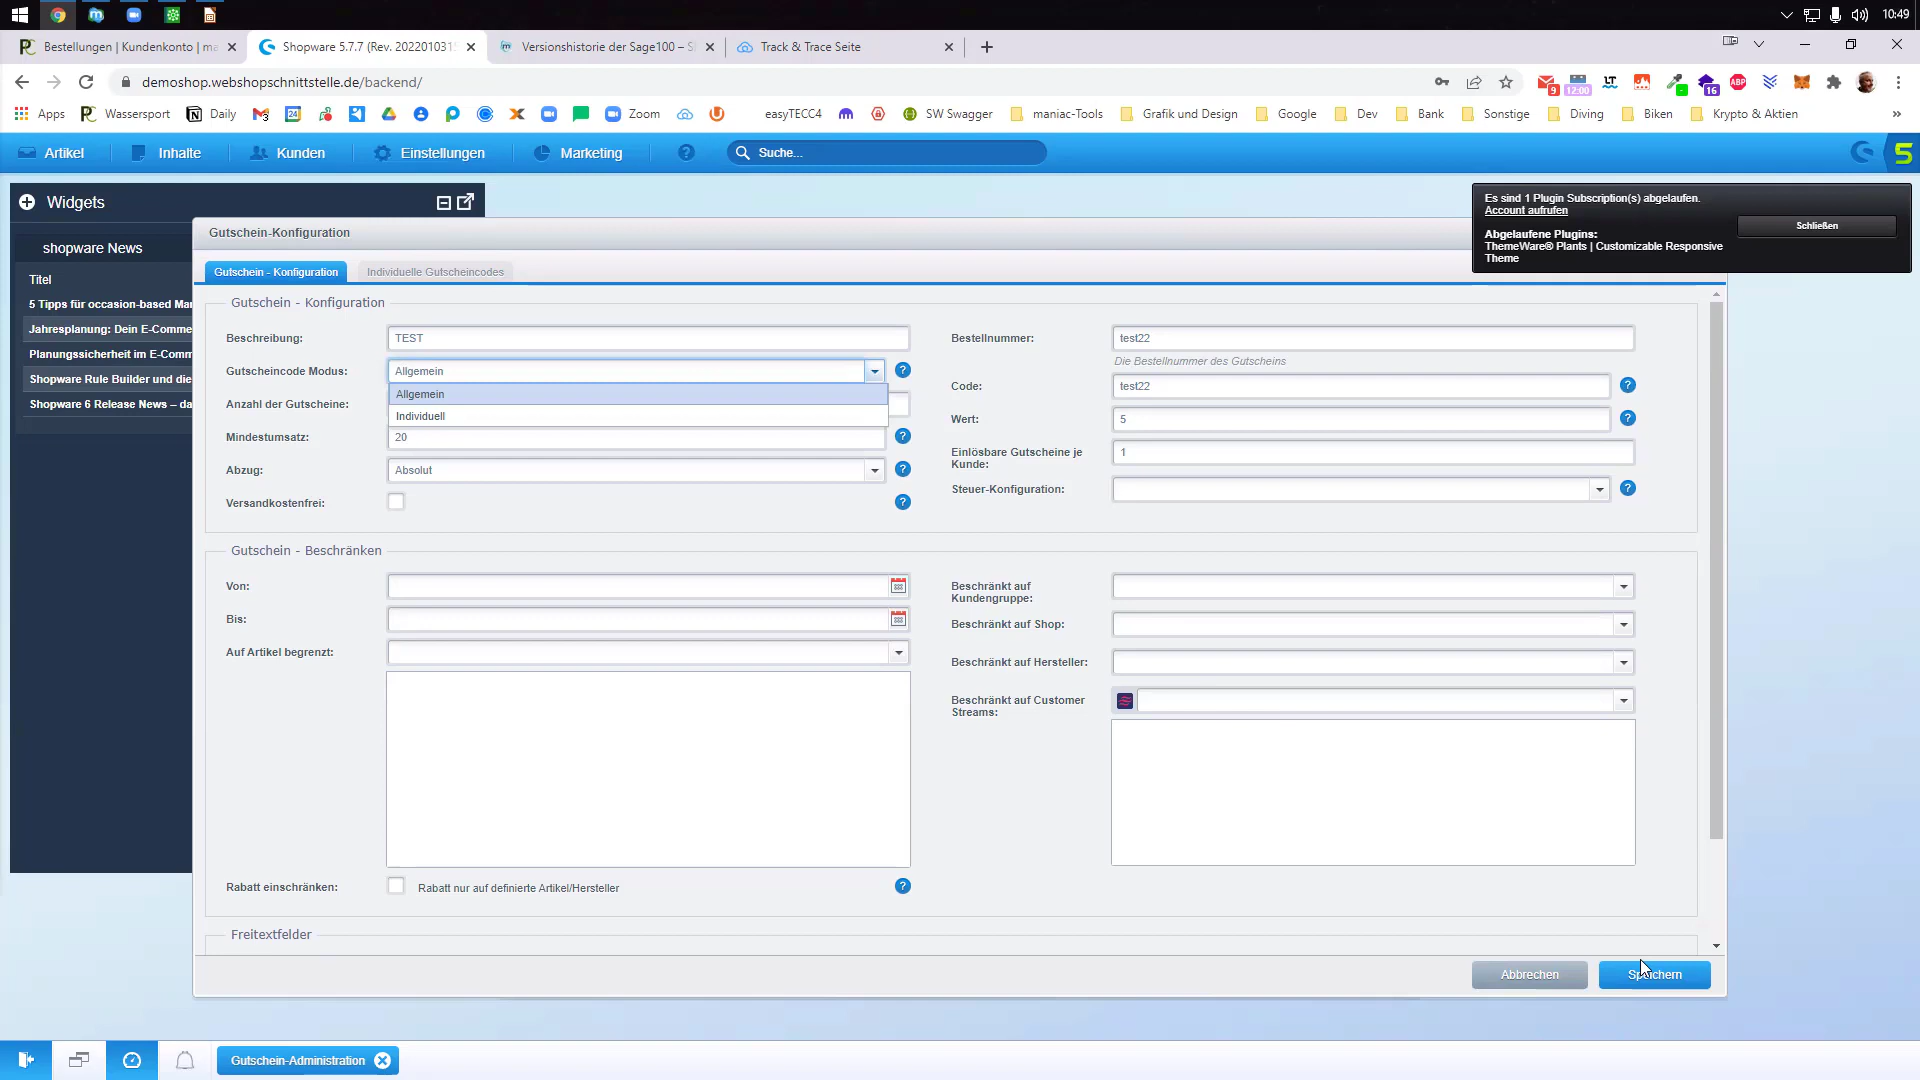 10:49
Bestellungen | Kundenkonto | ma
Shopware 5.7.7 (Rev. 2022010315
Versionshistorie der Sage100 – S
Track & Trace Seite
demoshop.webshopschnittstelle.de/backend/
9
12:00
16
ABP
Apps
Wassersport
Daily
24
Zoom
easyTECC4
SW Swagger
maniac-Tools
Grafik und Design
Google
Dev
Bank
Sonstige
Diving
Biken
Krypto & Aktien
Artikel
Inhalte
Kunden
Einstellungen
Marketing
Suche...
5
Widgets
shopware News
Titel
5 Tipps für occasion-based Mar
Jahresplanung: Dein E-Comme
Planungssicherheit im E-Comm
Shopware Rule Builder und die
Shopware 6 Release News – da
Es sind 1 Plugin Subscription(s) abgelaufen.
Account aufrufen
Abgelaufene Plugins:
ThemeWare® Plants | Customizable Responsive
Theme
Schließen
Gutschein-Konfiguration
Gutschein - Konfiguration
Individuelle Gutscheincodes
Gutschein - Konfiguration
Beschreibung:
TEST
Gutscheincode Modus:
Allgemein
Allgemein
Individuell
Anzahl der Gutscheine:
Mindestumsatz:
20
Abzug:
Absolut
Versandkostenfrei:
Bestellnummer:
test22
Die Bestellnummer des Gutscheins
Code:
test22
Wert:
5
Einlösbare Gutscheine je
Kunde:
1
Steuer-Konfiguration:
Gutschein - Beschränken
Von:
Bis:
Auf Artikel begrenzt:
Beschränkt auf
Kundengruppe:
Beschränkt auf Shop:
Beschränkt auf Hersteller:
Beschränkt auf Customer
Streams:
Rabatt einschränken:
Rabatt nur auf definierte Artikel/Hersteller
Freitextfelder
Abbrechen
Speichern
Gutschein-Administration